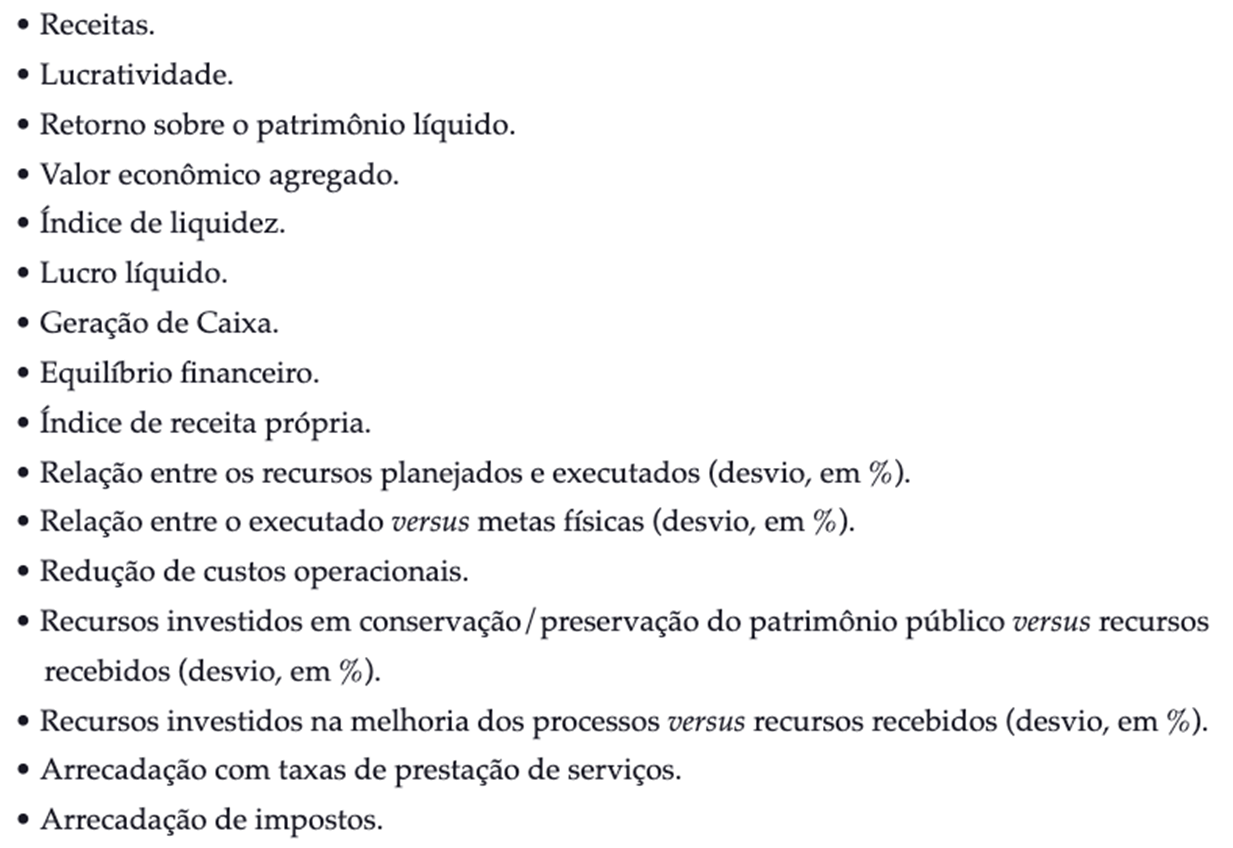 • Receitas.
• Lucratividade.
• Retorno sobre o patrimônio líquido.
• Valor econômico agregado.
• Índice de liquidez.
• Lucro líquido.
• Geração de Caixa.
• Equilíbrio financeiro.
• Índice de receita própria.
• Relação entre os recursos planejados e executados (desvio, em %).
• Relação entre o executado versus metas físicas (desvio, em %).
• Redução de custos operacionais.
• Recursos investidos em conservação/preservação do patrimônio público versus recursos
recebidos (desvio, em %).
• Recursos investidos na melhoria dos processos versus recursos recebidos (desvio, em %).
• Arrecadação com taxas de prestação de serviços.
• Arrecadação de impostos.